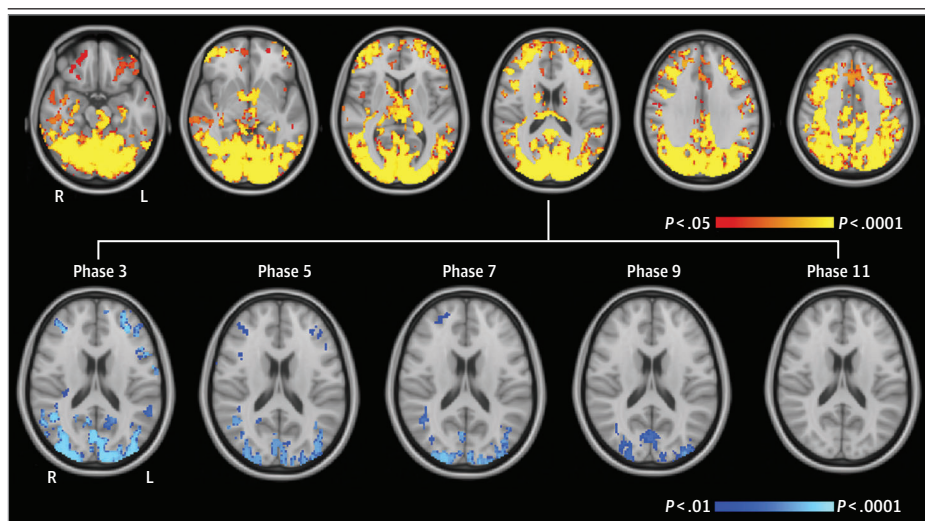 R L
P<.05 P<.0001
Phase 3 Phase 5 Phase 7 Phase 9 Phase 11
R L
P<.01 P<.0001